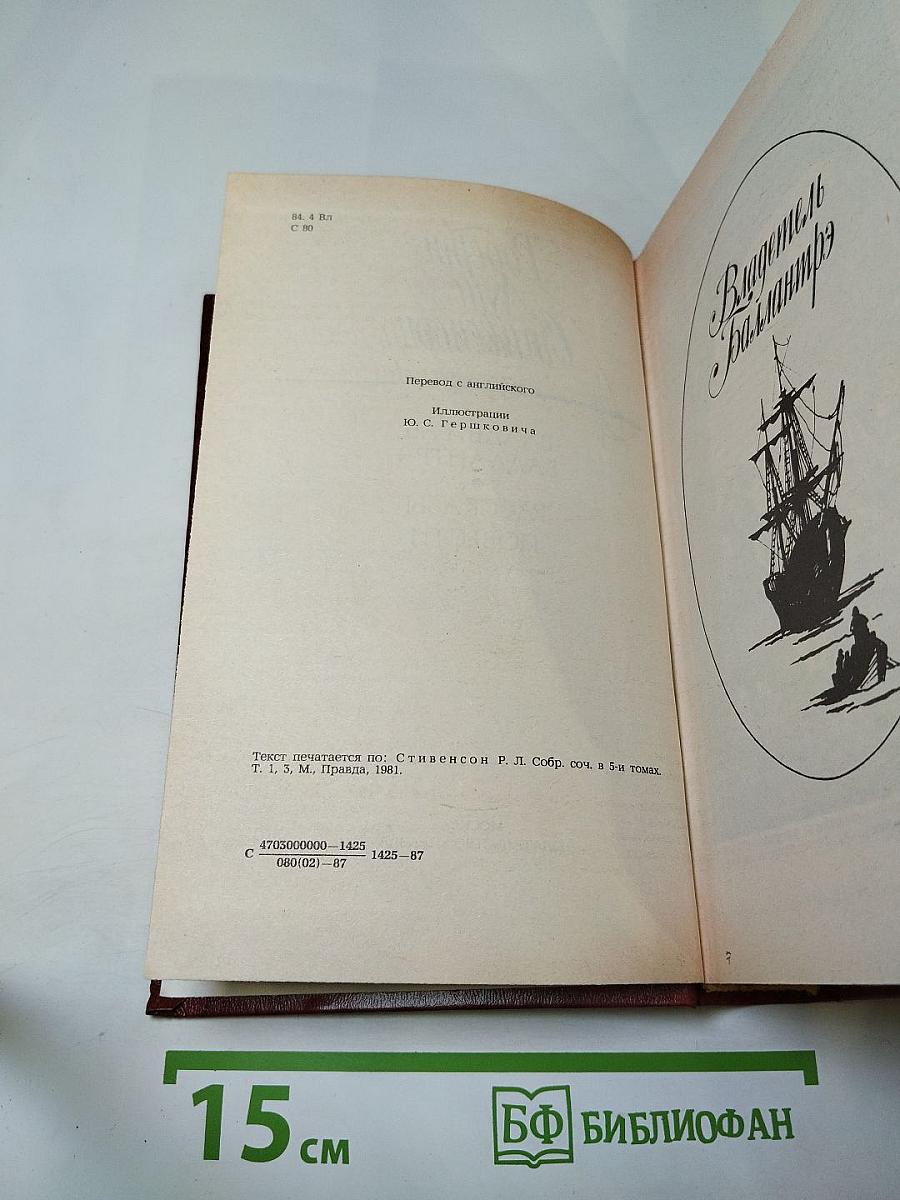 84. 4 Вл
С 80
Перевод с английского
Иллюстрации
Ю. С. Гершковича
Текст печатается по: Стивенсон Р. Л. Собр. соч. в 5-и томах.
Т. 1, 3, М., Правда, 1981.
С 4703000000—1425 1425—87
080(02)—87
Владетель
Баллантрэ
15 см
БФ БИБЛИОФАН